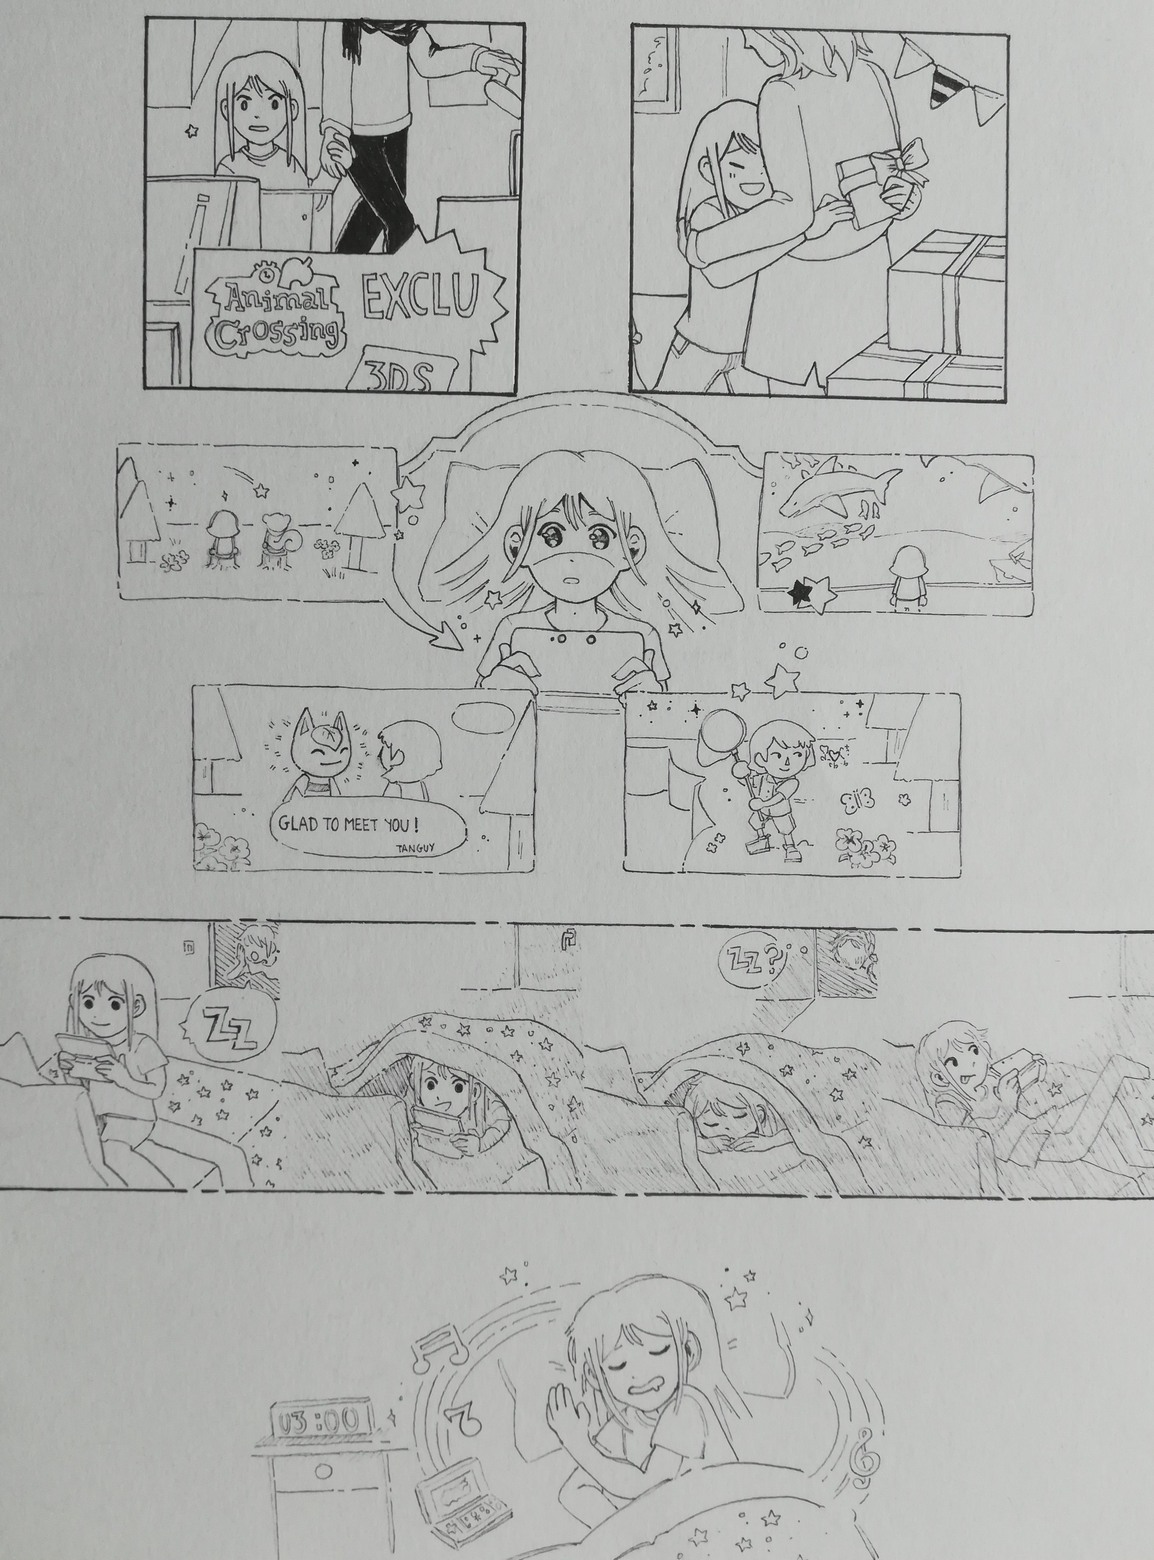 Animal
Crossing
EXCLU
3DS
GLAD TO MEET YOU!
TANGUY
ZZ
ZZ?
03:00